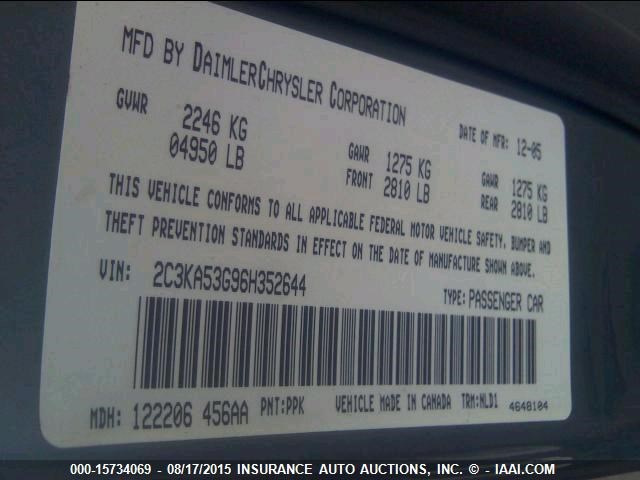 MFD BY DAIMLERCHRYSLER CORPORATION
GVWR 2246 KG
04950 LB
GAWR FRONT 1275 KG
2810 LB
DATE OF MFR: 12-05
GAWR REAR 1275 KG
2810 LB
THIS VEHICLE CONFORMS TO ALL APPLICABLE FEDERAL MOTOR VEHICLE SAFETY, BUMPER AND
THEFT PREVENTION STANDARDS IN EFFECT ON THE DATE OF MANUFACTURE SHOWN ABOVE.
VIN: 2C3KA53G96H352644 TYPE: PASSENGER CAR
MDH: 122206 456AA PNT: PPK VEHICLE MADE IN CANADA TRM: NLD1 4648104
000-15734069 - 08/17/2015 INSURANCE AUTO AUCTIONS, INC. © - IAAI.COM